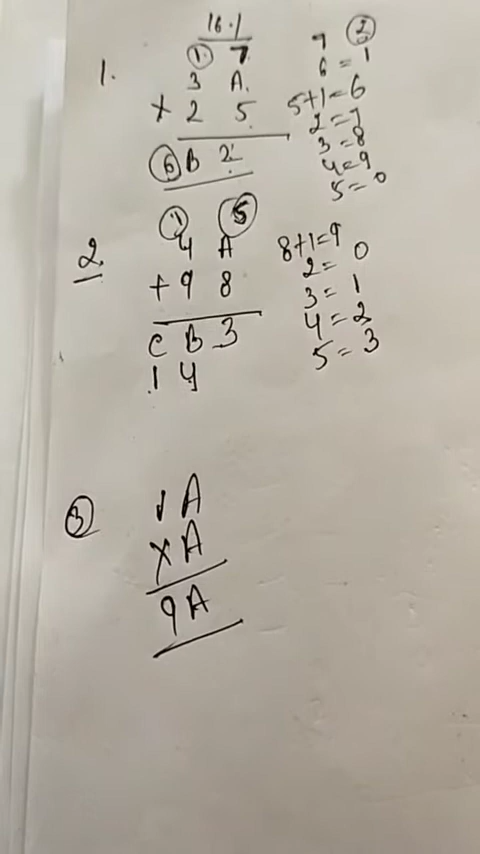 16.1
1. ① 7
3 A.
× 2 5
⑥ B 2
7 ②
6 = 1
5+1=6
2=7
3=8
4=9
5=0
2. ① ⑤
4 A
+ 9 8
C B 3
1 4
8+1=9
2= 0
3 = 1
4 = 2
5 = 3
③ 1 A
× A
9 A